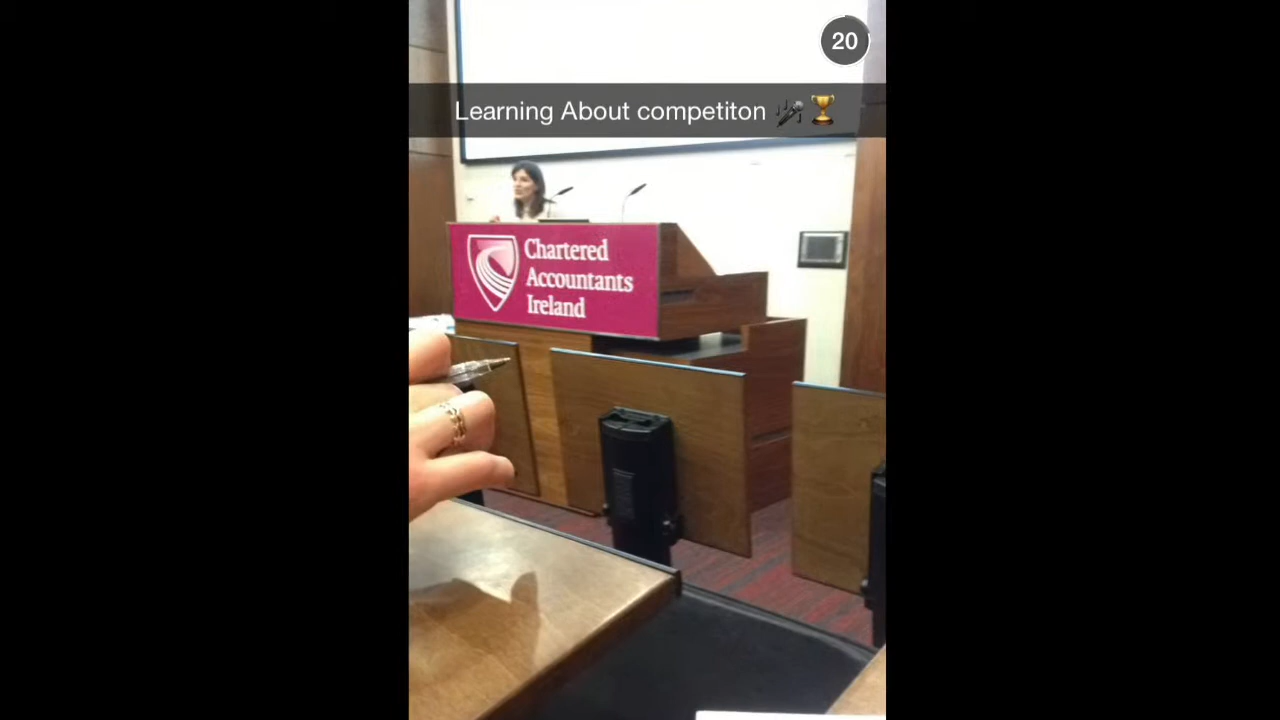 20
Learning About competiton 🎤🏆
Chartered
Accountants
Ireland